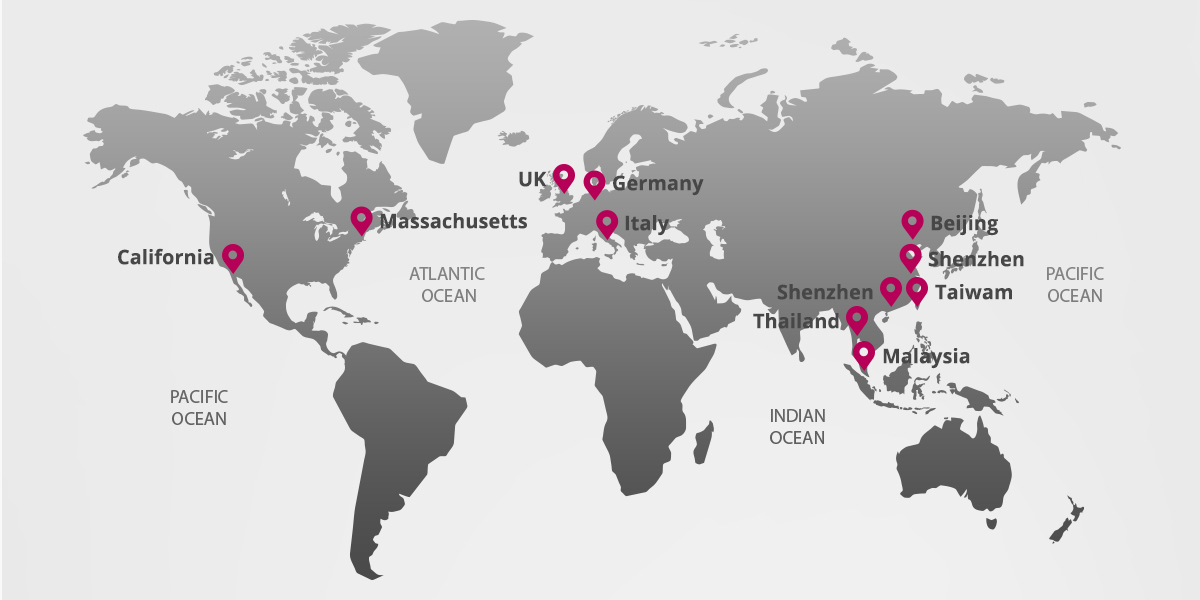 UK
Germany
Massachusetts
Italy
Beijing
California
Shenzhen
ATLANTIC
OCEAN
PACIFIC
OCEAN
Shenzhen
Taiwam
Thailand
Malaysia
PACIFIC
OCEAN
INDIAN
OCEAN